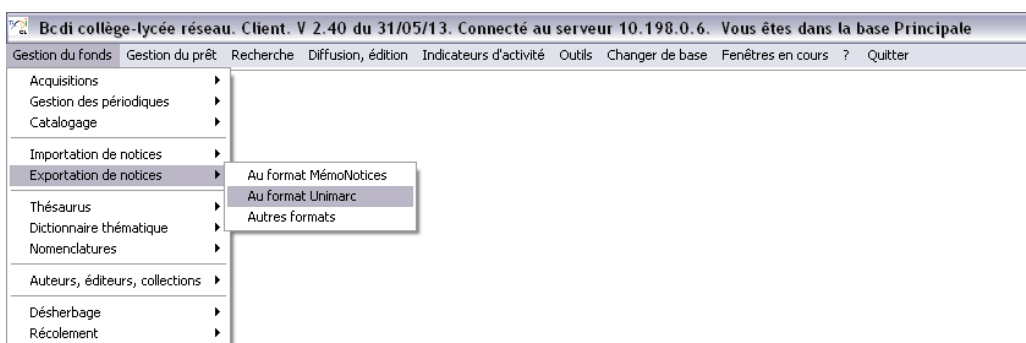 Bcdi collège-lycée réseau. Client. V 2.40 du 31/05/13. Connecté au serveur 10.198.0.6. Vous êtes dans la base Principale
Gestion du fonds Gestion du prêt Recherche Diffusion, édition Indicateurs d'activité Outils Changer de base Fenêtres en cours ? Quitter
Acquisitions
Gestion des périodiques
Catalogage
Importation de notices
Exportation de notices
Au format MémoNotices
Au format Unimarc
Autres formats
Thésaurus
Dictionnaire thématique
Nomenclatures
Auteurs, éditeurs, collections
Désherbage
Récolement